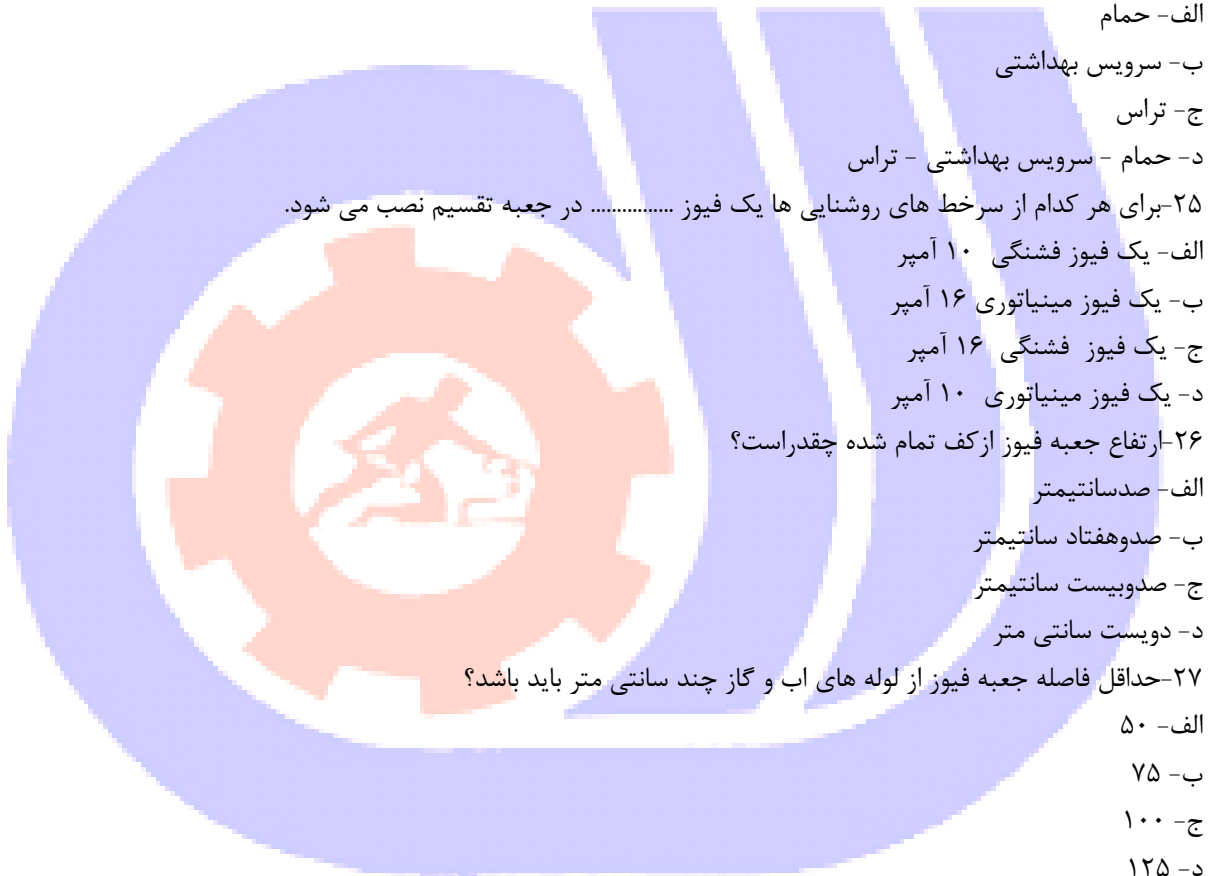 الف- حمام
ب- سرویس بهداشتی
ج- تراس
د- حمام - سرویس بهداشتی - تراس
۲۵-برای هر کدام از سرخط های روشنایی ها یک فیوز ............... در جعبه تقسیم نصب می شود.
الف- یک فیوز فشنگی ۱۰ آمپر
ب- یک فیوز مینیاتوری ۱۶ آمپر
ج- یک فیوز فشنگی ۱۶ آمپر
د- یک فیوز مینیاتوری ۱۰ آمپر
۲۶-ارتفاع جعبه فیوز ازکف تمام شده چقدراست؟
الف- صدسانتیمتر
ب- صدوهفتاد سانتیمتر
ج- صدوبیست سانتیمتر
د- دویست سانتی متر
۲۷-حداقل فاصله جعبه فیوز از لوله های اب و گاز چند سانتی متر باید باشد؟
الف- ۵۰
ب- ۷۵
ج- ۱۰۰
د- ۱۲۵